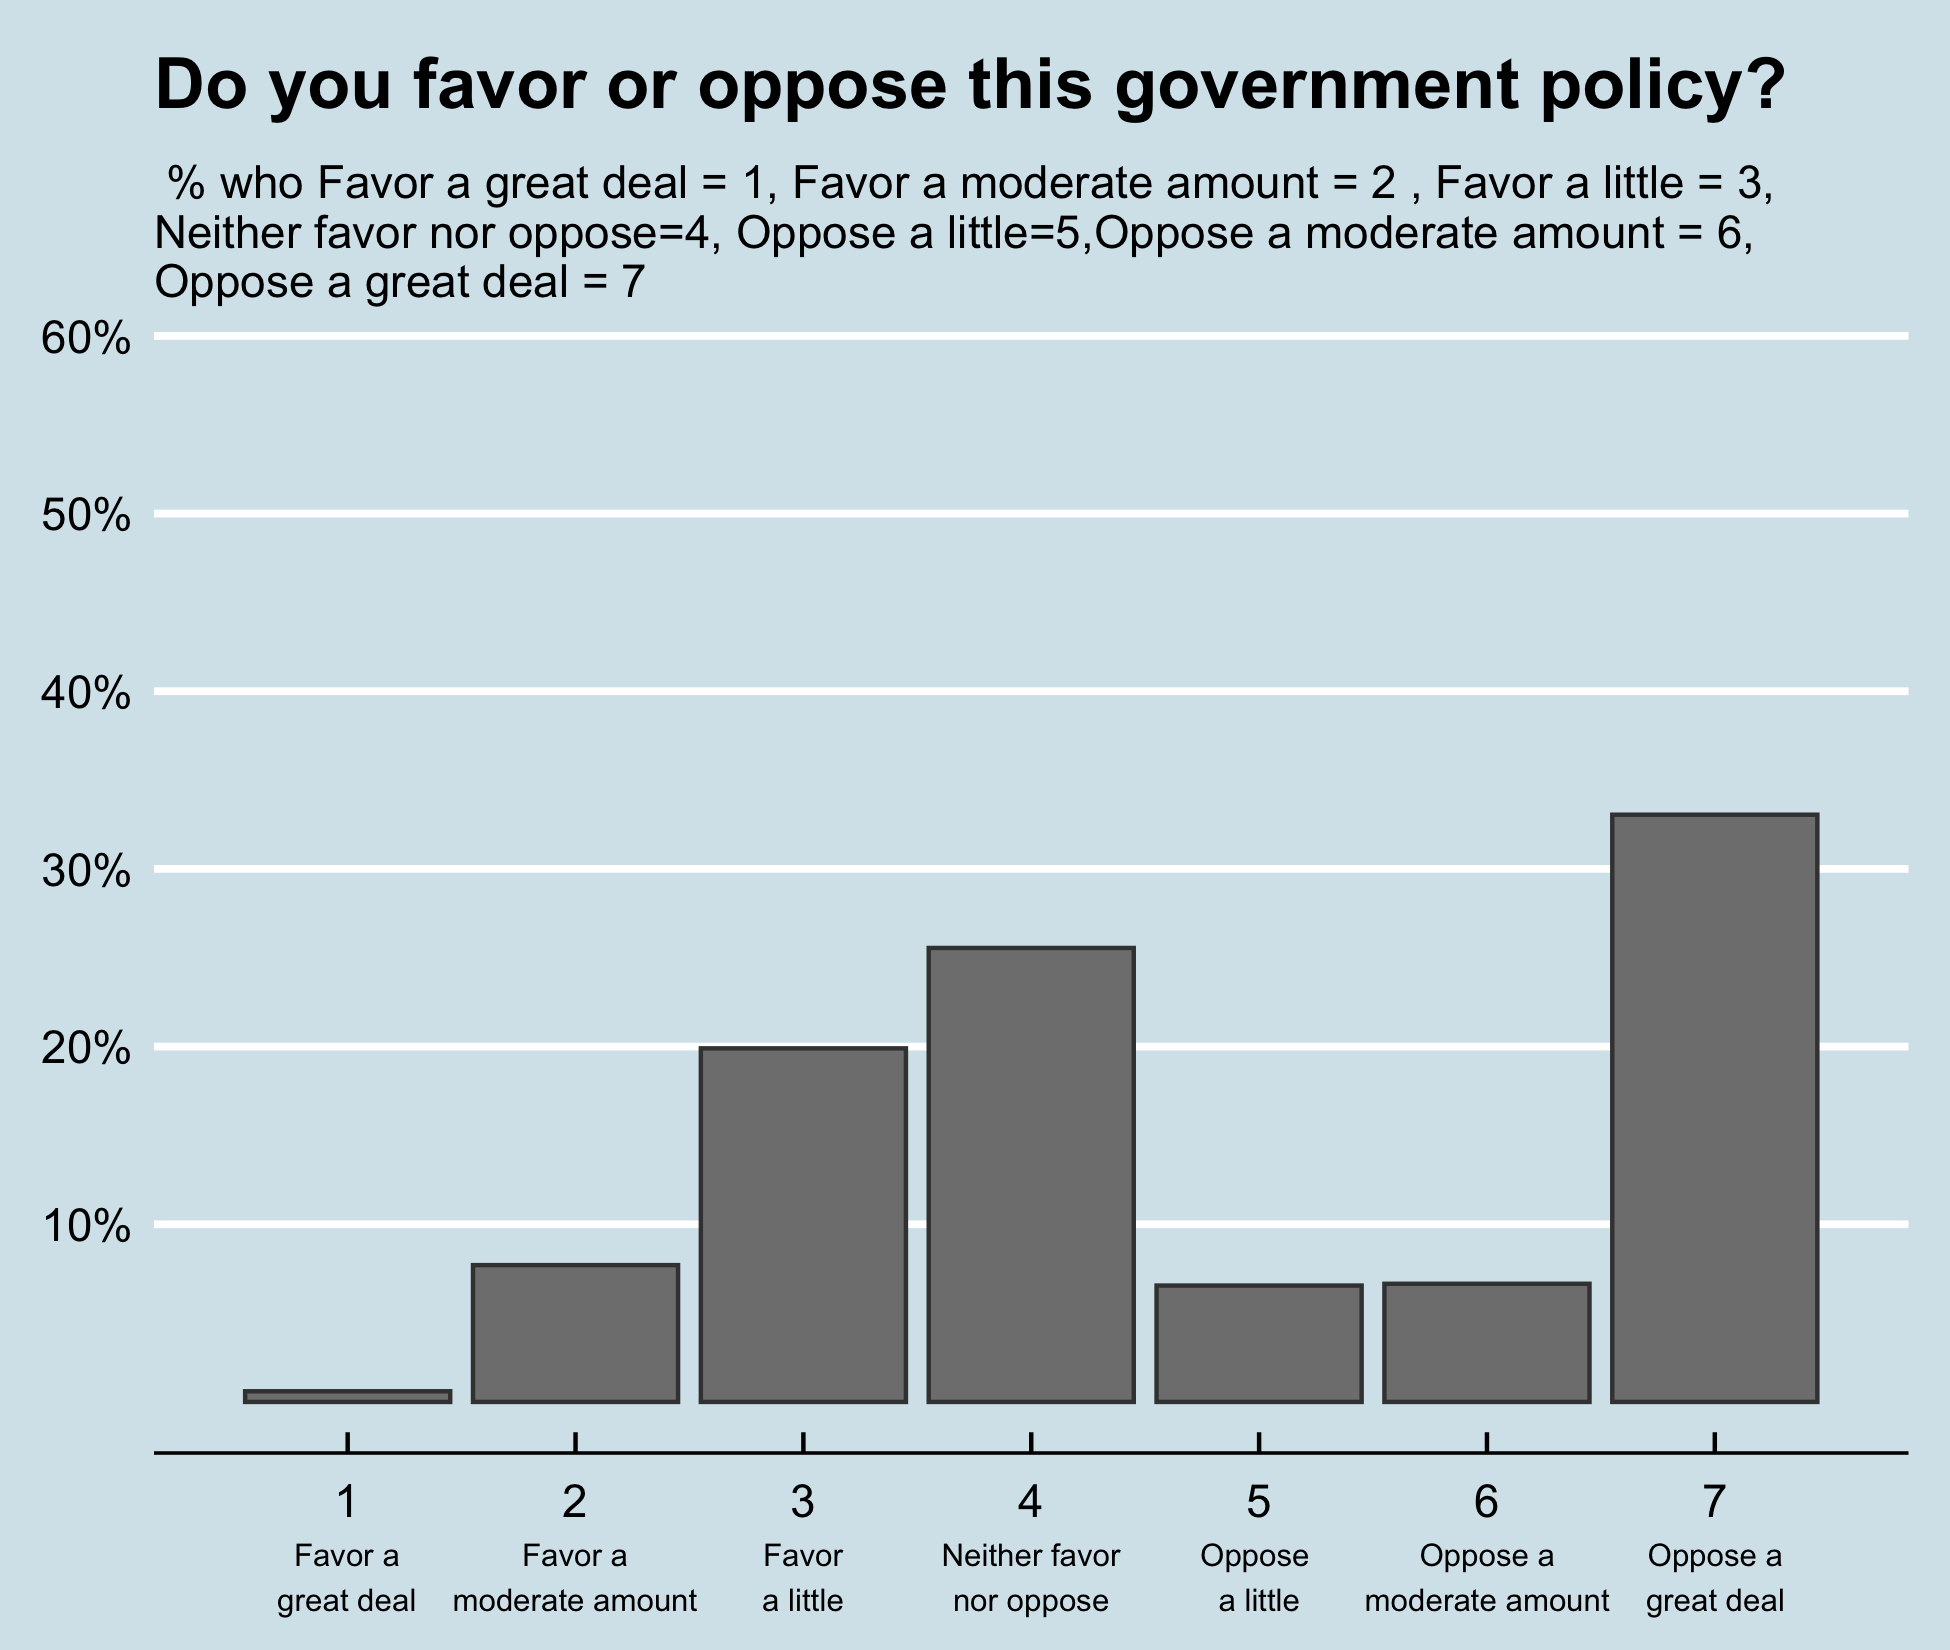 Do you favor or oppose this government policy?
% who Favor a great deal = 1, Favor a moderate amount = 2 , Favor a little = 3,
Neither favor nor oppose=4, Oppose a little=5,Oppose a moderate amount = 6,
Oppose a great deal = 7
60%
50%
40%
30%
20%
10%
1 2 3 4 5 6 7
Favor a Favor a Favor Neither favor Oppose Oppose a Oppose a
great deal moderate amount a little nor oppose a little moderate amount great deal